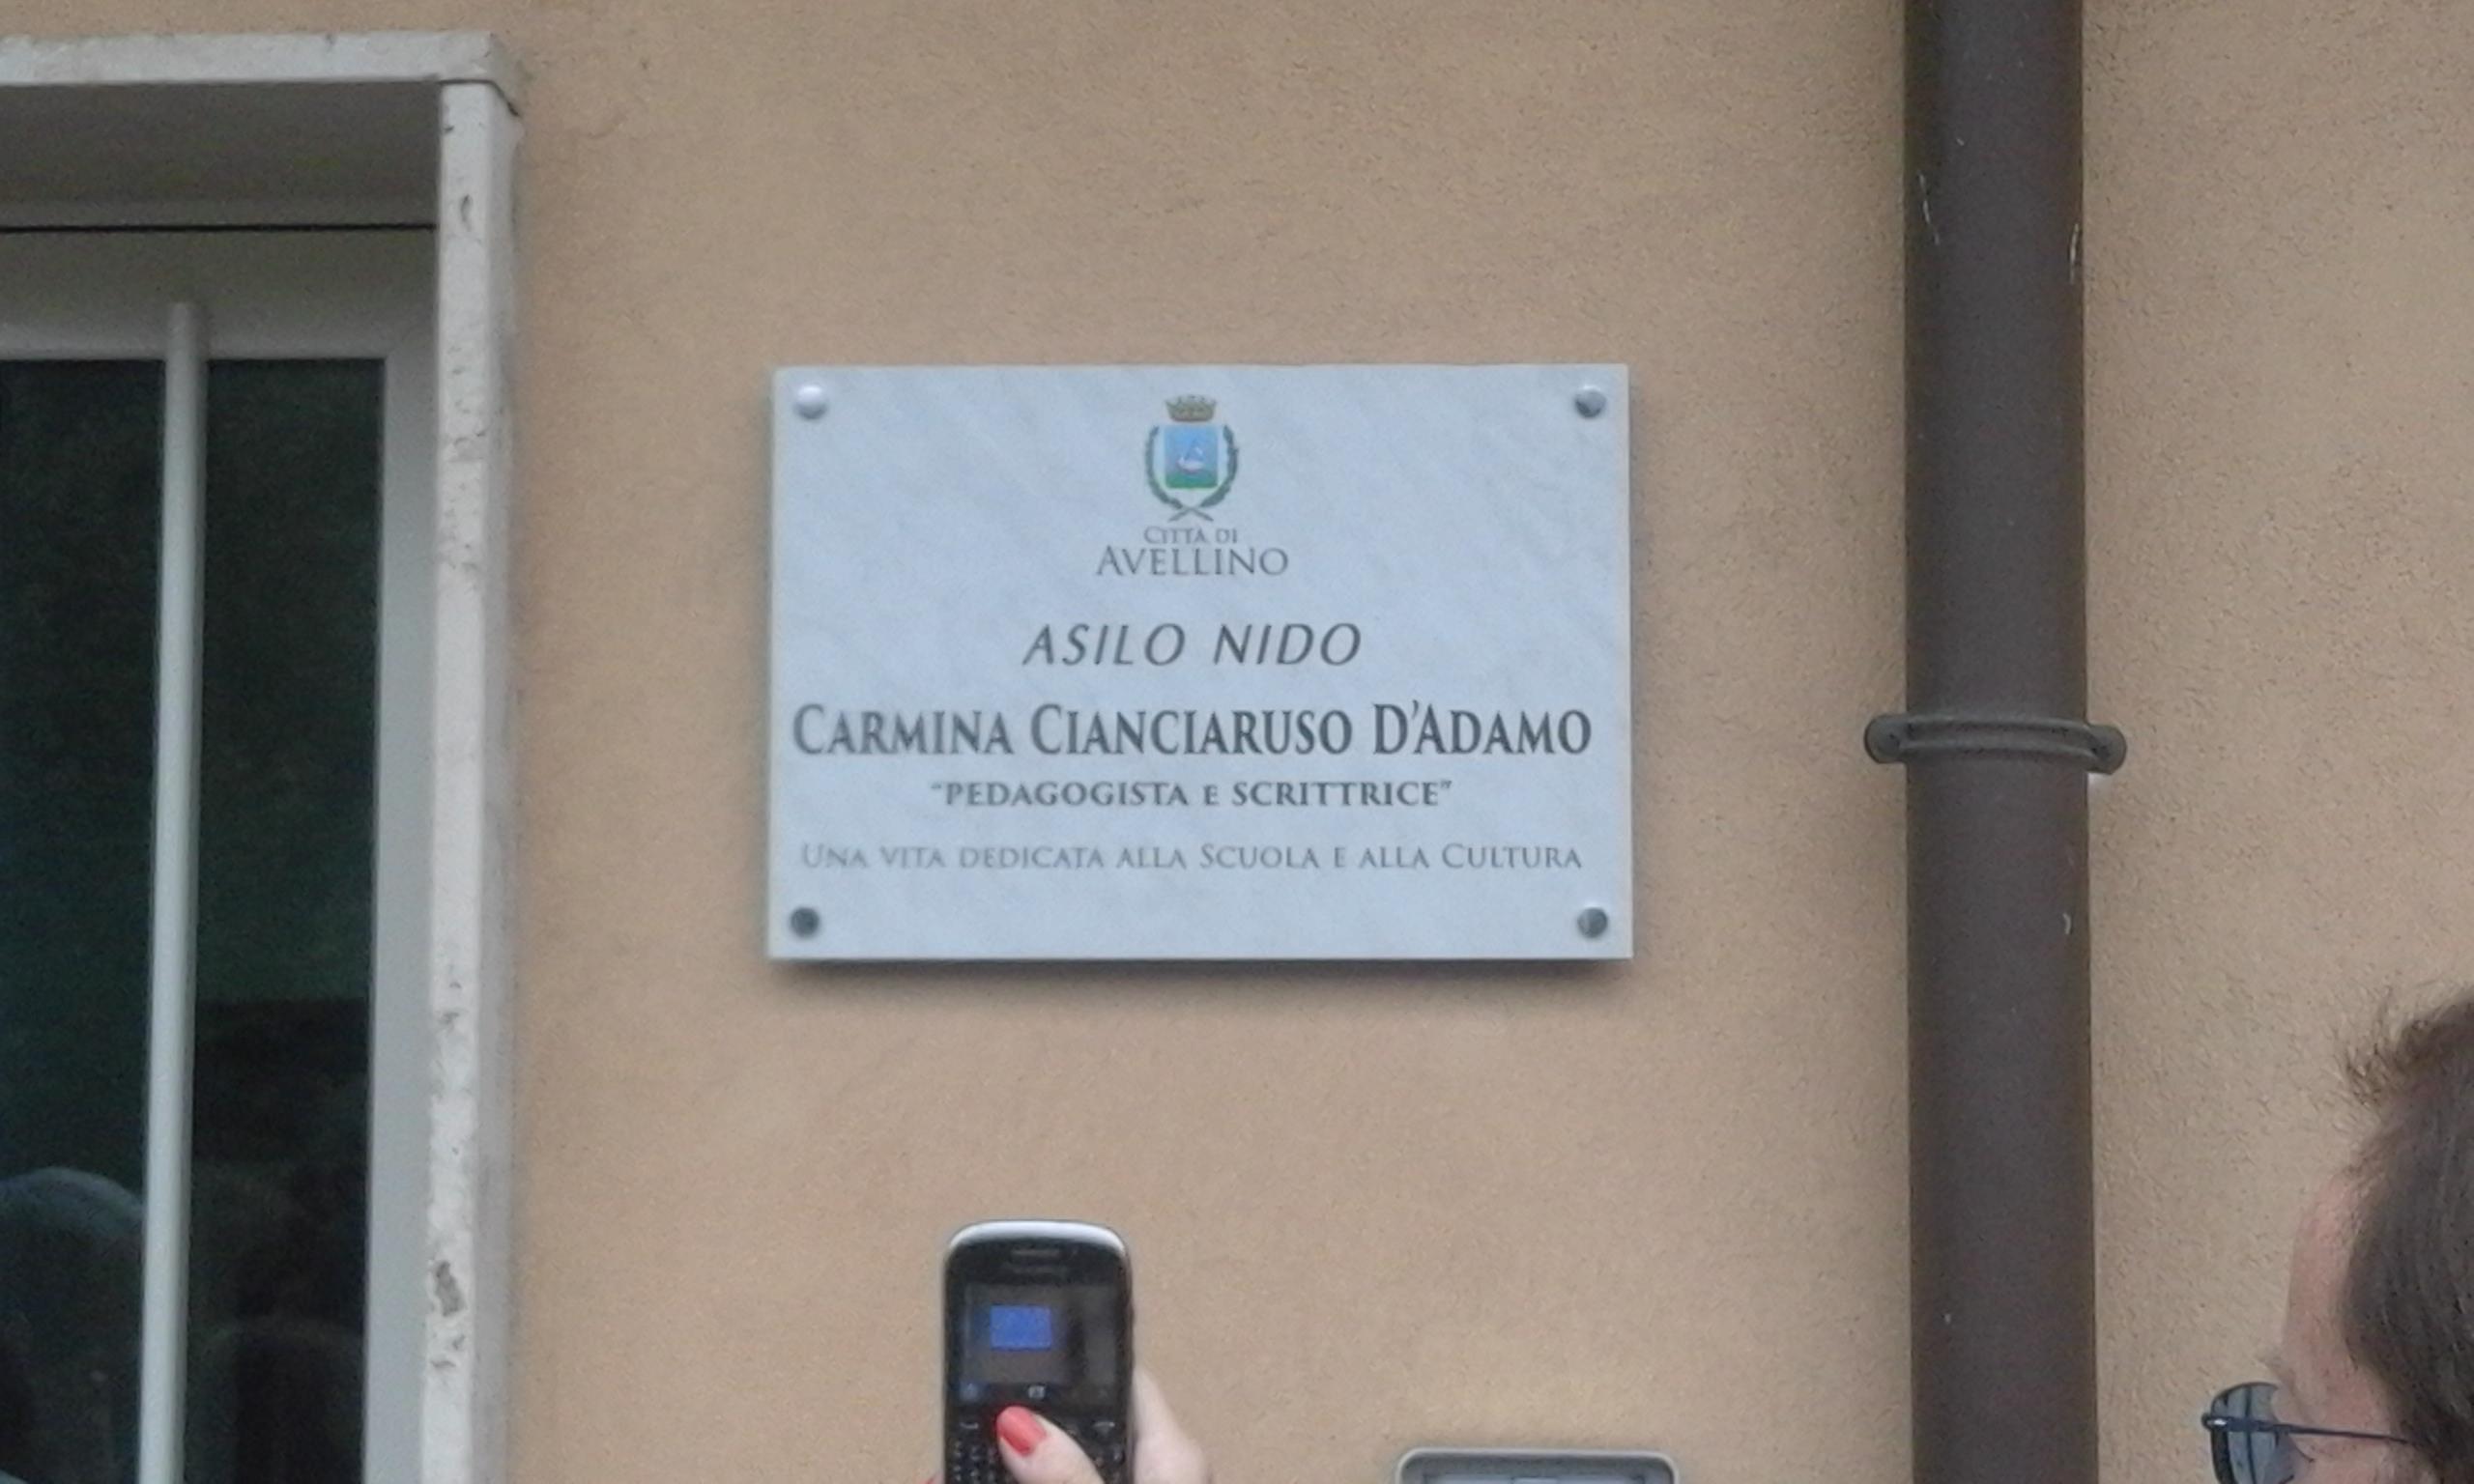 CITTÀ DI
AVELLINO
ASILO NIDO
CARMINA CIANCIARUSO D'ADAMO
"PEDAGOGISTA E SCRITTRICE"
UNA VITA DEDICATA ALLA SCUOLA E ALLA CULTURA